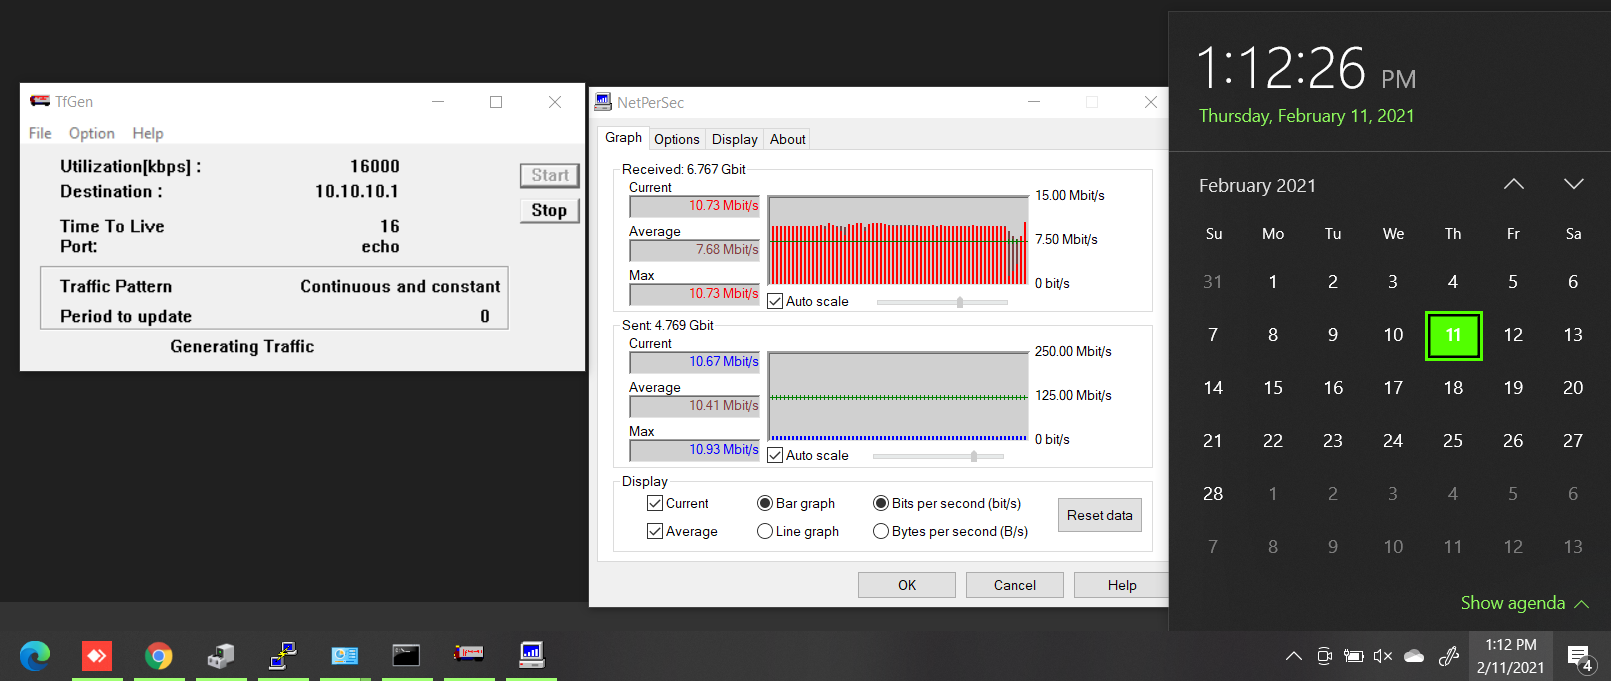 TfGen
File Option Help
Utilization[kbps] : 16000
Destination : 10.10.10.1
Time To Live 16
Port: echo
Start
Stop
Traffic Pattern Continuous and constant
Period to update 0
Generating Traffic
NetPerSec
Graph Options Display About
Received: 6.767 Gbit
Current
10.73 Mbit/s
Average
7.68 Mbit/s
Max
10.73 Mbit/s
15.00 Mbit/s
7.50 Mbit/s
0 bit/s
Auto scale
Sent: 4.769 Gbit
Current
10.67 Mbit/s
Average
10.41 Mbit/s
Max
10.93 Mbit/s
250.00 Mbit/s
125.00 Mbit/s
0 bit/s
Auto scale
Display
Current Bar graph Bits per second (bit/s)
Average Line graph Bytes per second (B/s)
Reset data
OK Cancel Help
1:12:26 PM
Thursday, February 11, 2021
February 2021
Su Mo Tu We Th Fr Sa
31 1 2 3 4 5 6
7 8 9 10 11 12 13
14 15 16 17 18 19 20
21 22 23 24 25 26 27
28 1 2 3 4 5 6
7 8 9 10 11 12 13
Show agenda
1:12 PM
2/11/2021
4